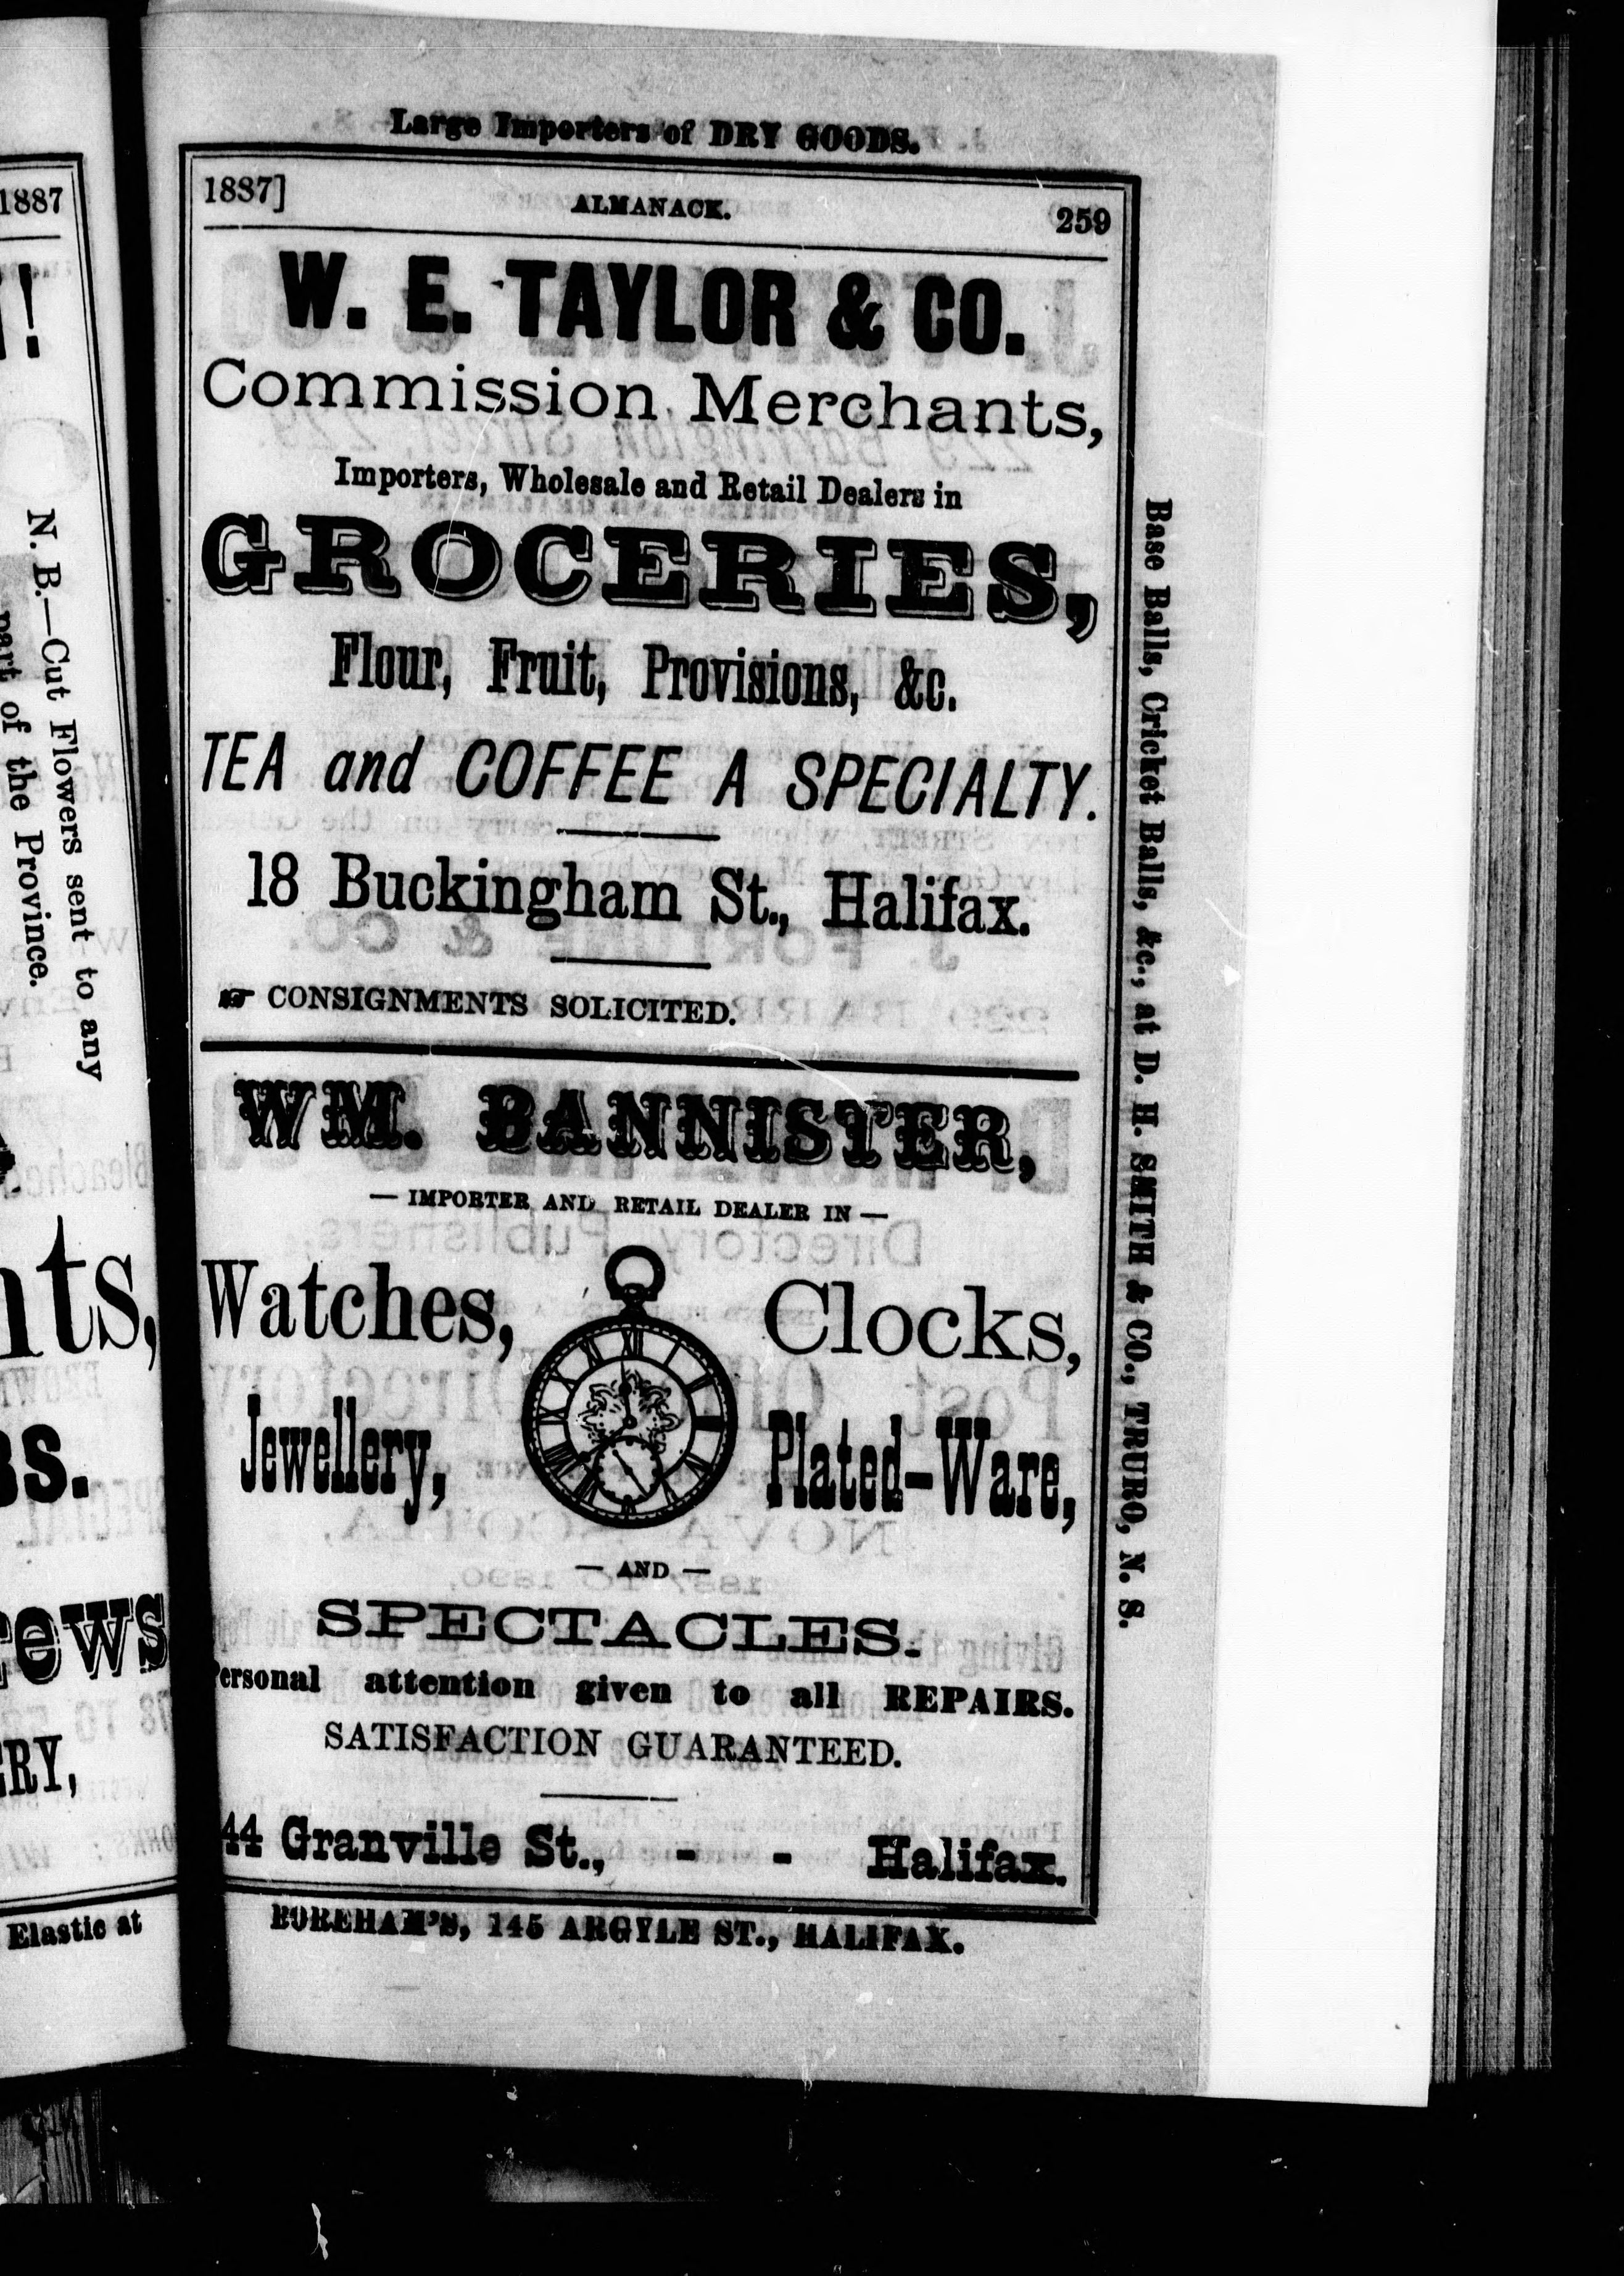 1887
!
N. B.—Cut Flowers sent to any
part of the Province.
nts,
s.
ews
RY,
Elastic at
Large Importers of DRY GOODS.
1887]
ALMANACK.
259
W. E. TAYLOR & CO.
Commission Merchants,
Importers, Wholesale and Retail Dealers in
GROCERIES,
Flour, Fruit, Provisions, &c.
TEA and COFFEE A SPECIALTY.
18 Buckingham St., Halifax.
☞ CONSIGNMENTS SOLICITED.
WM. BANNISTER,
— IMPORTER AND RETAIL DEALER IN —
Watches, Clocks,
Jewellery, Plated-Ware,
— AND —
SPECTACLES.
Personal attention given to all REPAIRS.
SATISFACTION GUARANTEED.
44 Granville St., - - Halifax.
BOREHAM'S, 145 ARGYLE ST., HALIFAX.
Base Balls, Cricket Balls, &c., at D. H. SMITH & CO., TRURO, N. S.